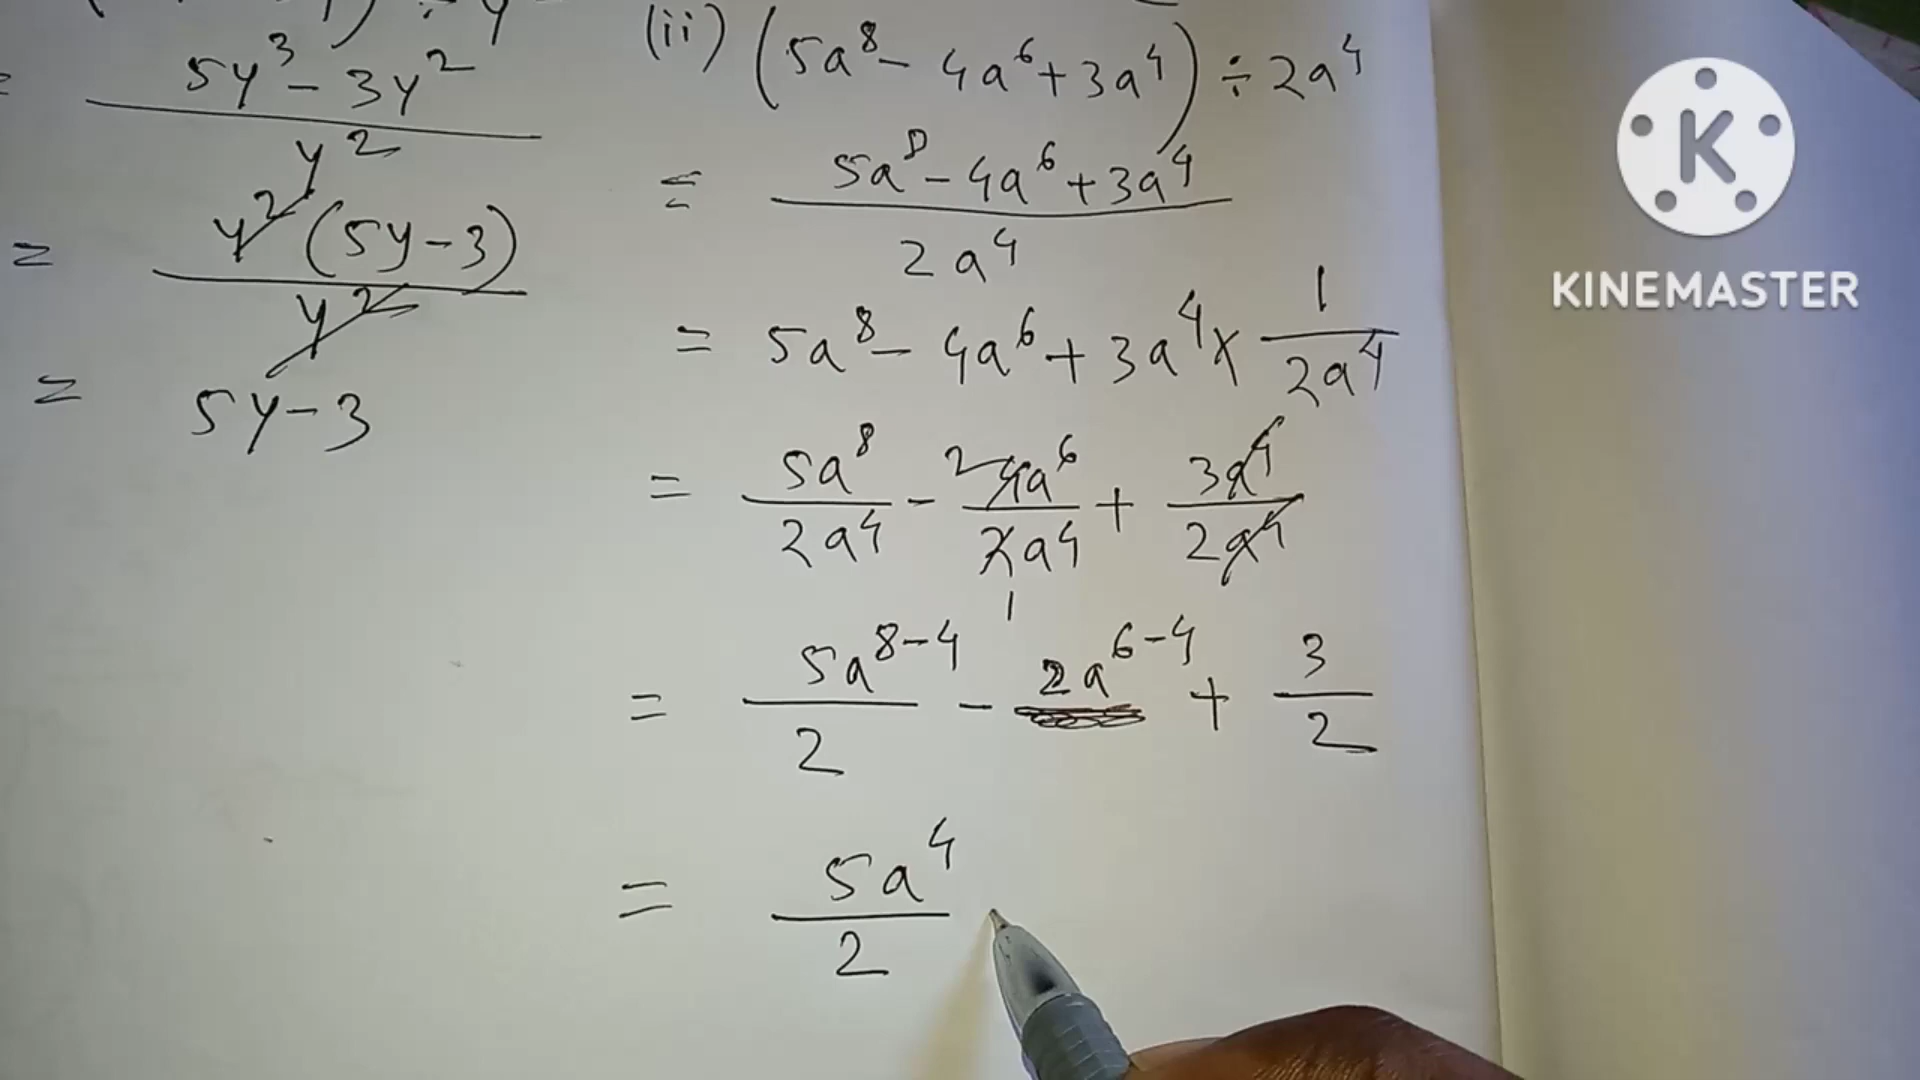 5y³ - 3y²
y²
= y²(5y-3)
y²
= 5y-3
(ii) (5a⁸ - 4a⁶ + 3a⁴) ÷ 2a⁴
= 5a⁸ - 4a⁶ + 3a⁴
2a⁴
= 5a⁸ - 4a⁶ + 3a⁴ × 1
2a⁴
= 5a⁸ - 2 4a⁶ + 3a⁴
2a⁴ 2a⁴ 2a⁴
1
= 5a⁸⁻⁴ - 2a⁶⁻⁴ + 3
2 2
= 5a⁴
2
K
KINEMASTER